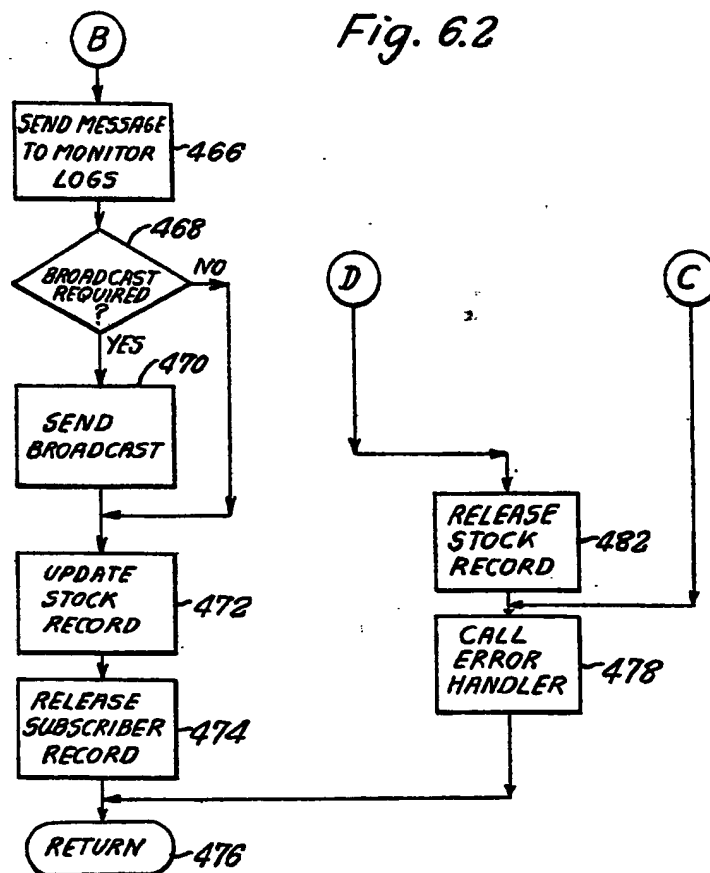 Fig. 6.2
B
SEND MESSAGE
TO MONITOR
LOGS
466
468
BROADCAST
REQUIRED
?
NO
YES
470
SEND
BROADCAST
D
C
RELEASE
STOCK
RECORD
482
UPDATE
STOCK
RECORD
472
CALL
ERROR
HANDLER
478
RELEASE
SUBSCRIBER
RECORD
474
RETURN
476